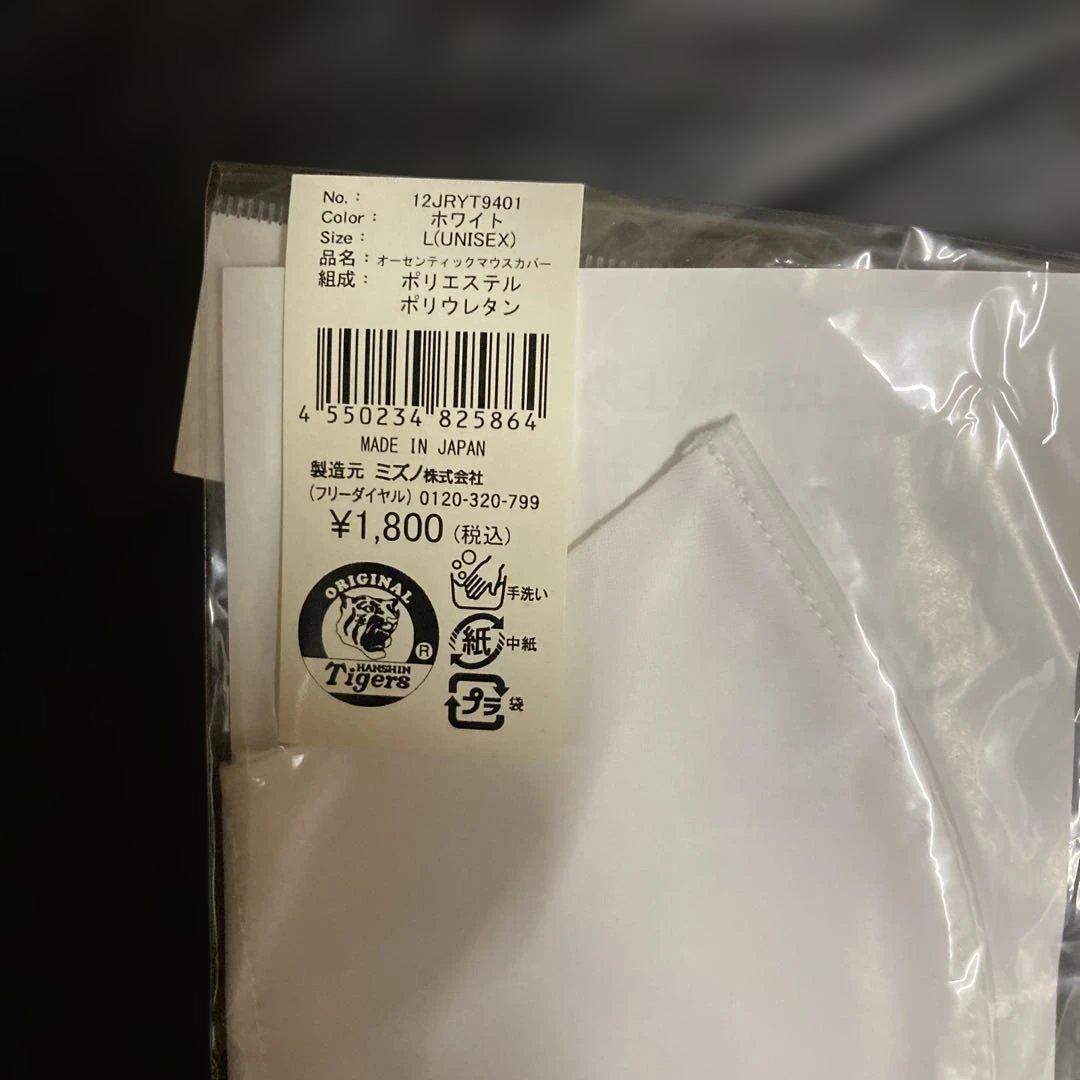 No.： 12JRYT9401
Color： ホワイト
Size： L(UNISEX)
品名：オーセンティックマウスカバー
組成： ポリエステル
ポリウレタン
4 550234 825864
MADE IN JAPAN
製造元 ミズノ株式会社
(フリーダイヤル) 0120-320-799
¥1,800 (税込)
手洗い
ORIGINAL
HANSHIN
Tigers
®
紙 中紙
プラ 袋